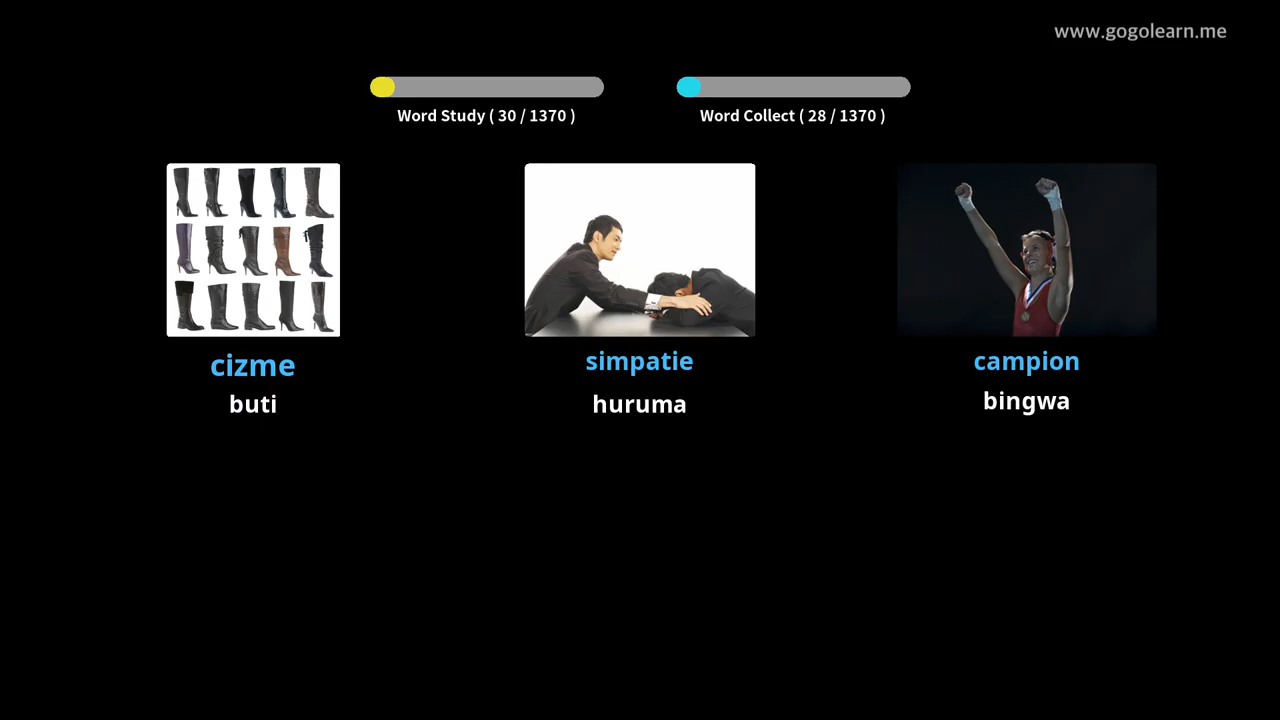 www.gogolearn.me
Word Study ( 30 / 1370 )
Word Collect ( 28 / 1370 )
cizme
buti
simpatie
huruma
campion
bingwa